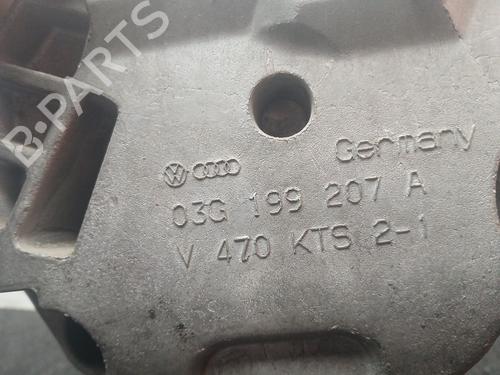 B-PARTS
Germany
03G 199 207 A
V 470 KTS 2-1